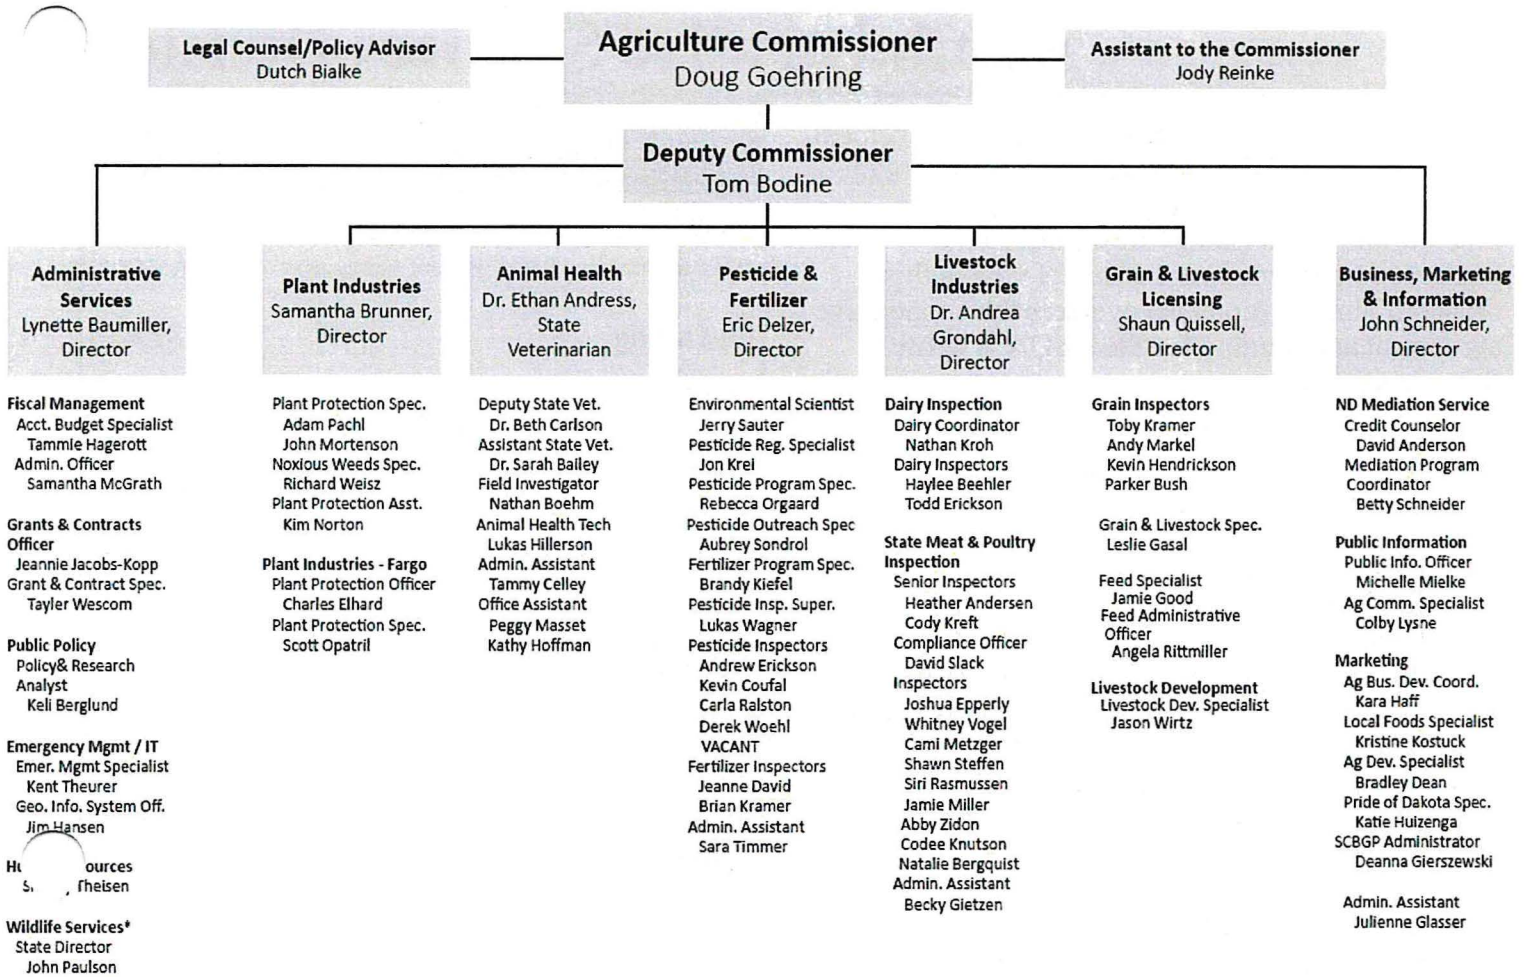 Legal Counsel/Policy Advisor
Dutch Bialke
Agriculture Commissioner
Doug Goehring
Assistant to the Commissioner
Jody Reinke
Deputy Commissioner
Tom Bodine
Administrative
Services
Lynette Baumiller,
Director
Fiscal Management
Acct. Budget Specialist
Tammie Hagerott
Admin. Officer
Samantha McGrath
Grants & Contracts
Officer
Jeannie Jacobs-Kopp
Grant & Contract Spec.
Tayler Wescom
Public Policy
Policy& Research
Analyst
Keli Berglund
Emergency Mgmt / IT
Emer. Mgmt Specialist
Kent Theurer
Geo. Info. System Off.
Jim Hansen
Theisen
Wildlife Services*
State Director
John Paulson
Plant Industries
Samantha Brunner,
Director
Plant Protection Spec.
Adam Pachl
John Mortenson
Noxious Weeds Spec.
Richard Weisz
Plant Protection Asst.
Kim Norton
Plant Industries - Fargo
Plant Protection Officer
Charles Elhard
Plant Protection Spec.
Scott Opatril
Animal Health
Dr. Ethan Andress,
State
Veterinarian
Deputy State Vet.
Dr. Beth Carlson
Assistant State Vet.
Dr. Sarah Bailey
Field Investigator
Nathan Boehm
Animal Health Tech
Lukas Hillerson
Admin. Assistant
Tammy Celley
Office Assistant
Peggy Masset
Kathy Hoffman
Pesticide &
Fertilizer
Eric Delzer,
Director
Environmental Scientist
Jerry Sauter
Pesticide Reg. Specialist
Jon Krei
Pesticide Program Spec.
Rebecca Orgaard
Pesticide Outreach Spec
Aubrey Sondrol
Fertilizer Program Spec.
Brandy Kiefel
Pesticide Insp. Super.
Lukas Wagner
Pesticide Inspectors
Andrew Erickson
Kevin Coufal
Carla Ralston
Derek Woehl
VACANT
Fertilizer Inspectors
Jeanne David
Brian Kramer
Admin. Assistant
Sara Timmer
Livestock
Industries
Dr. Andrea
Grondahl,
Director
Dairy Inspection
Dairy Coordinator
Nathan Kroh
Dairy Inspectors
Haylee Beehler
Todd Erickson
State Meat & Poultry
Inspection
Senior Inspectors
Heather Andersen
Cody Kreft
Compliance Officer
David Slack
Inspectors
Joshua Epperly
Whitney Vogel
Cami Metzger
Shawn Steffen
Siri Rasmussen
Jamie Miller
Abby Zidon
Codee Knutson
Natalie Bergquist
Admin. Assistant
Becky Gietzen
Grain & Livestock
Licensing
Shaun Quissell,
Director
Grain Inspectors
Toby Kramer
Andy Markel
Kevin Hendrickson
Parker Bush
Grain & Livestock Spec.
Leslie Gasal
Feed Specialist
Jamie Good
Feed Administrative
Officer
Angela Rittmiller
Livestock Development
Livestock Dev. Specialist
Jason Wirtz
Business, Marketing
& Information
John Schneider,
Director
ND Mediation Service
Credit Counselor
David Anderson
Mediation Program
Coordinator
Betty Schneider
Public Information
Public Info. Officer
Michelle Mielke
Ag Comm. Specialist
Colby Lysne
Marketing
Ag Bus. Dev. Coord.
Kara Haff
Local Foods Specialist
Kristine Kostuck
Ag Dev. Specialist
Bradley Dean
Pride of Dakota Spec.
Katie Huizenga
SCBGP Administrator
Deanna Gierszewski
Admin. Assistant
Julienne Glasser